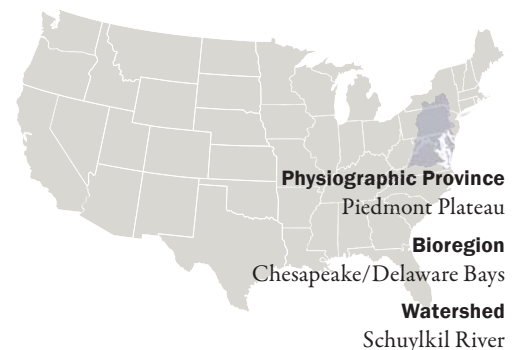 Physiographic Province
Piedmont Plateau
Bioregion
Chesapeake/Delaware Bays
Watershed
Schuylkil River